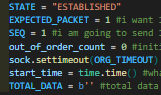 STATE = "ESTABLISHED"
EXPECTED_PACKET = 1 #i want
SEQ = 1 #i am going to send
out_of_order_count = 0 #initi
sock.settimeout(ORG_TIMEOUT)
start_time = time.time() #wha
TOTAL_DATA = b'' #total data